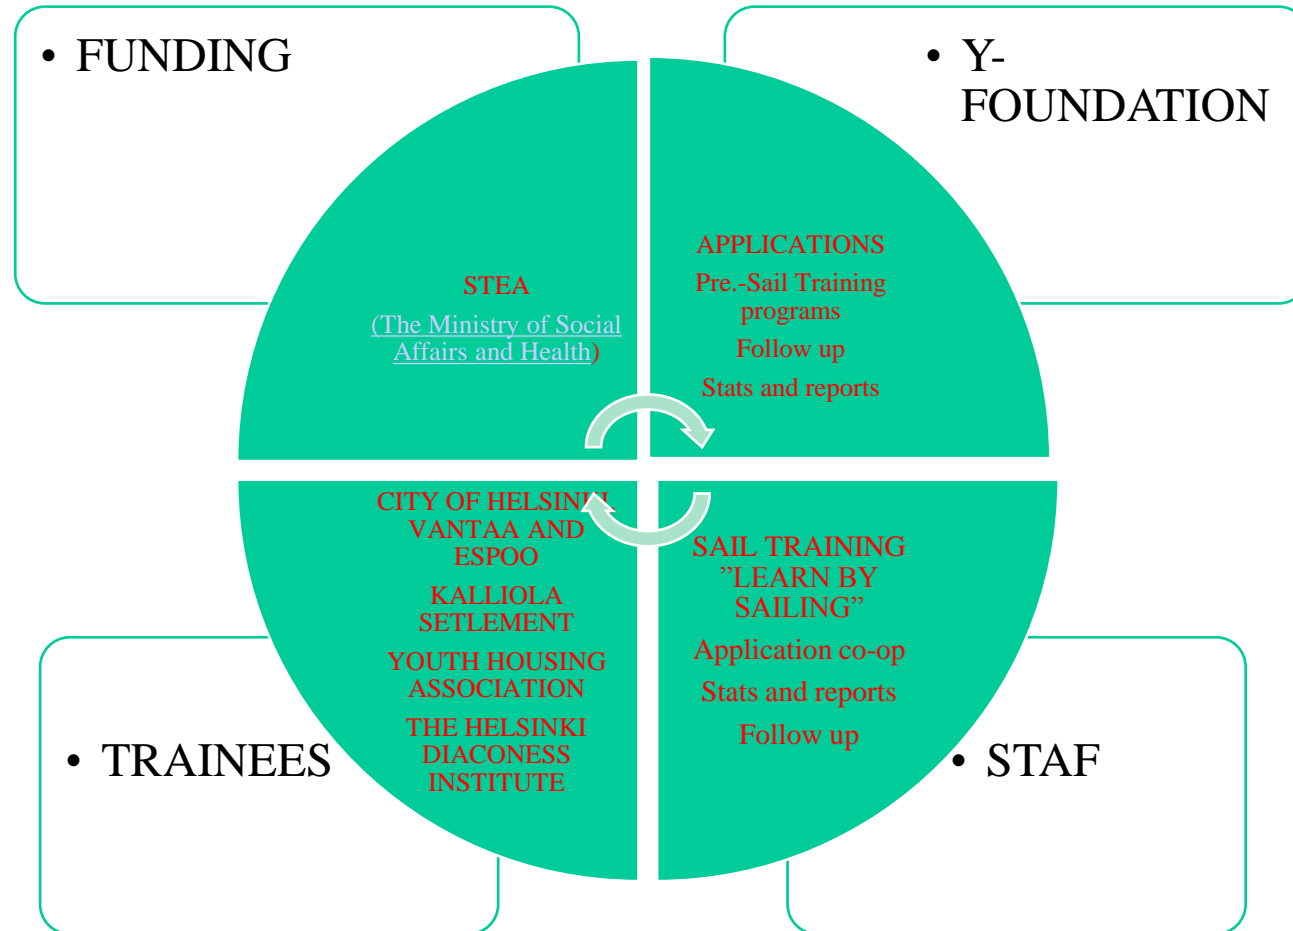 • FUNDING
STEA
(The Ministry of Social
Affairs and Health)
• Y-
FOUNDATION
APPLICATIONS
Pre.-Sail Training
programs
Follow up
Stats and reports
CITY OF HELSINKI
VANTAA AND
ESPOO
KALLIOLA
SETLEMENT
YOUTH HOUSING
ASSOCIATION
THE HELSINKI
DIACONESS
INSTITUTE
• TRAINEES
SAIL TRAINING
”LEARN BY
SAILING”
Application co-op
Stats and reports
Follow up
• STAF